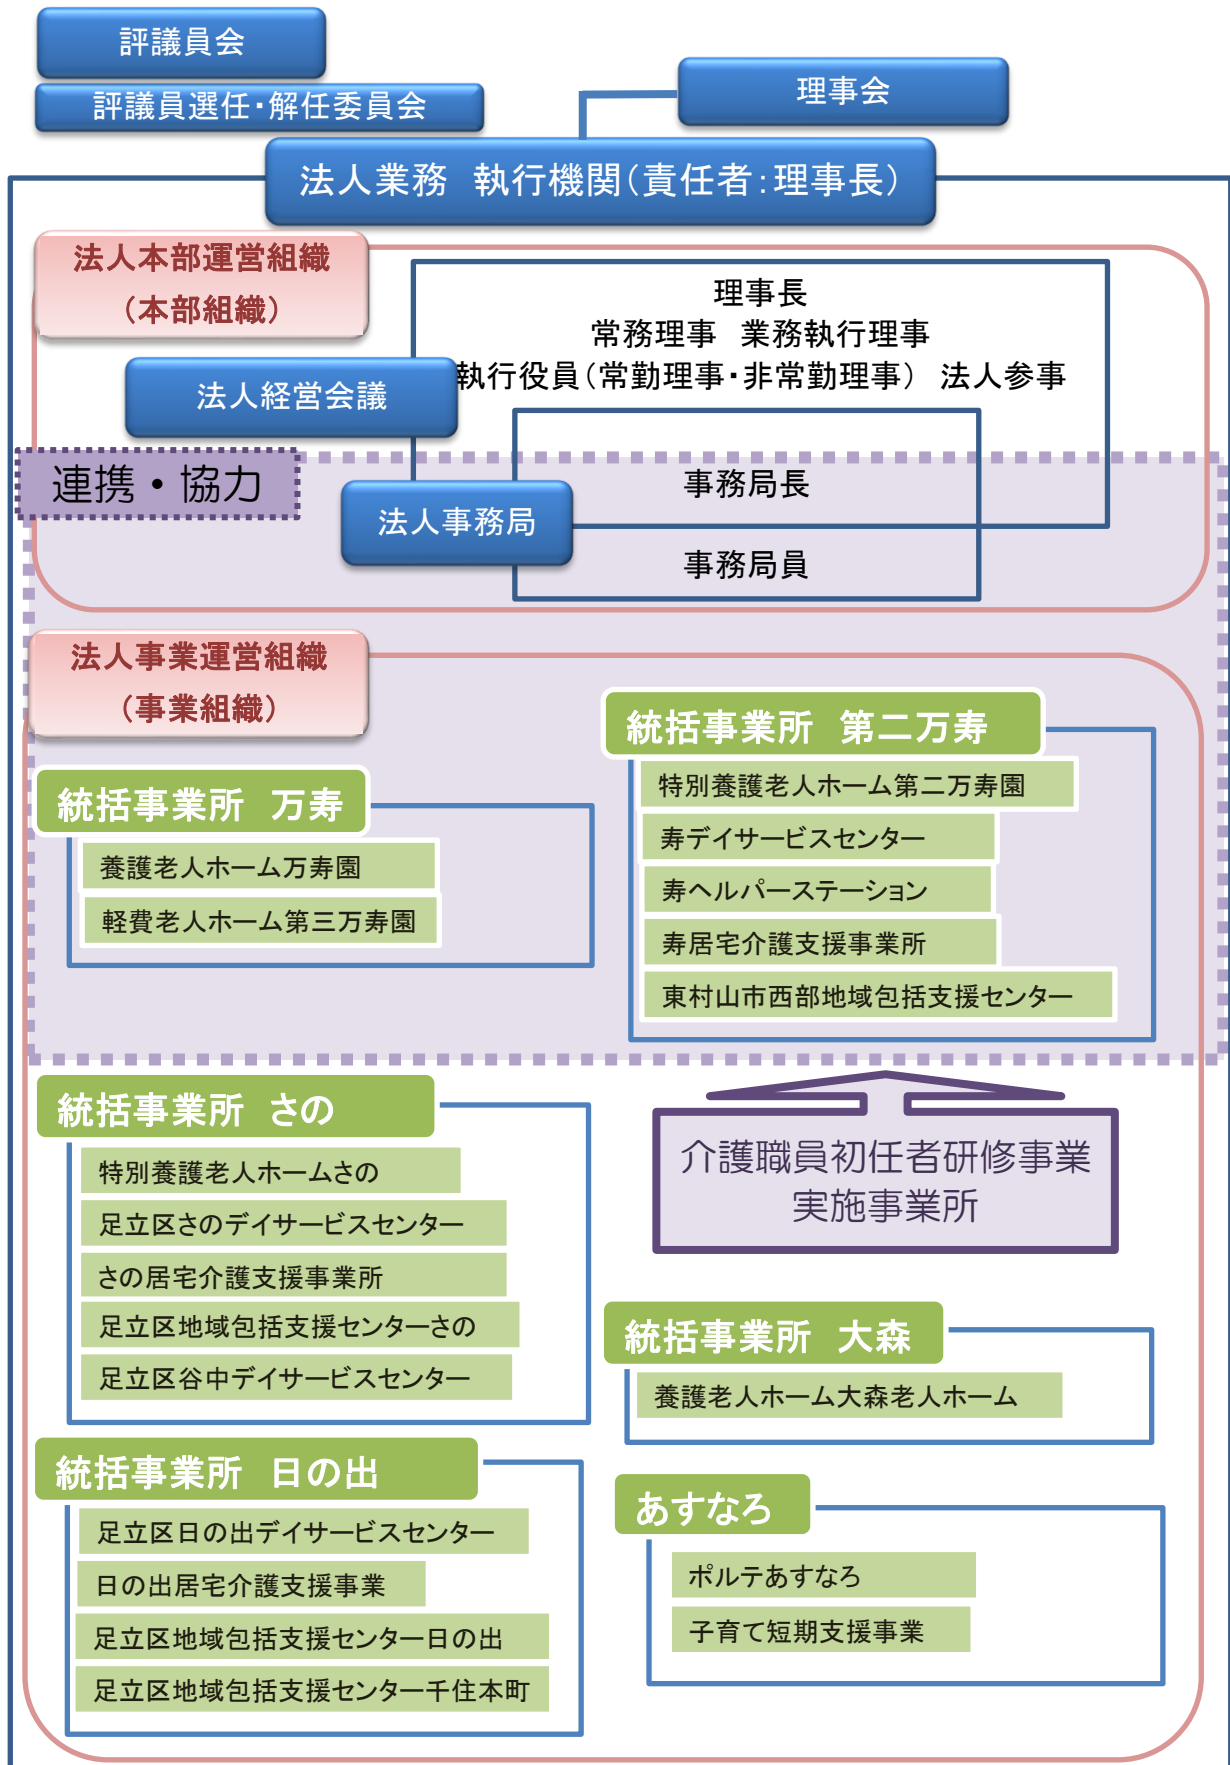 評議員会
評議員選任・解任委員会
理事会
法人業務　執行機関（責任者：理事長）
法人本部運営組織
（本部組織）
理事長
常務理事　業務執行理事
執行役員（常勤理事・非常勤理事）　法人参事
法人経営会議
連携・協力
事務局長
法人事務局
事務局員
法人事業運営組織
（事業組織）
統括事業所　万寿
養護老人ホーム万寿園
軽費老人ホーム第三万寿園
統括事業所　第二万寿
特別養護老人ホーム第二万寿園
寿デイサービスセンター
寿ヘルパーステーション
寿居宅介護支援事業所
東村山市西部地域包括支援センター
統括事業所　さの
特別養護老人ホームさの
足立区さのデイサービスセンター
さの居宅介護支援事業所
足立区地域包括支援センターさの
足立区谷中デイサービスセンター
介護職員初任者研修事業
実施事業所
統括事業所　大森
養護老人ホーム大森老人ホーム
統括事業所　日の出
足立区日の出デイサービスセンター
日の出居宅介護支援事業
足立区地域包括支援センター日の出
足立区地域包括支援センター千住本町
あすなろ
ポルテあすなろ
子育て短期支援事業